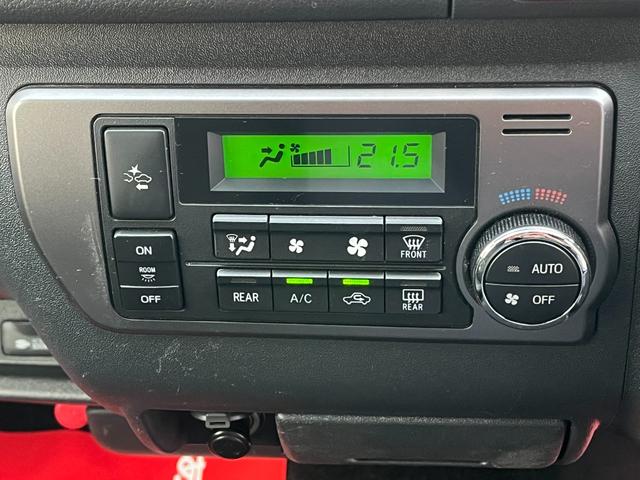 21.5
ON
ROOM
OFF
FRONT
REAR
A/C
REAR
AUTO
OFF